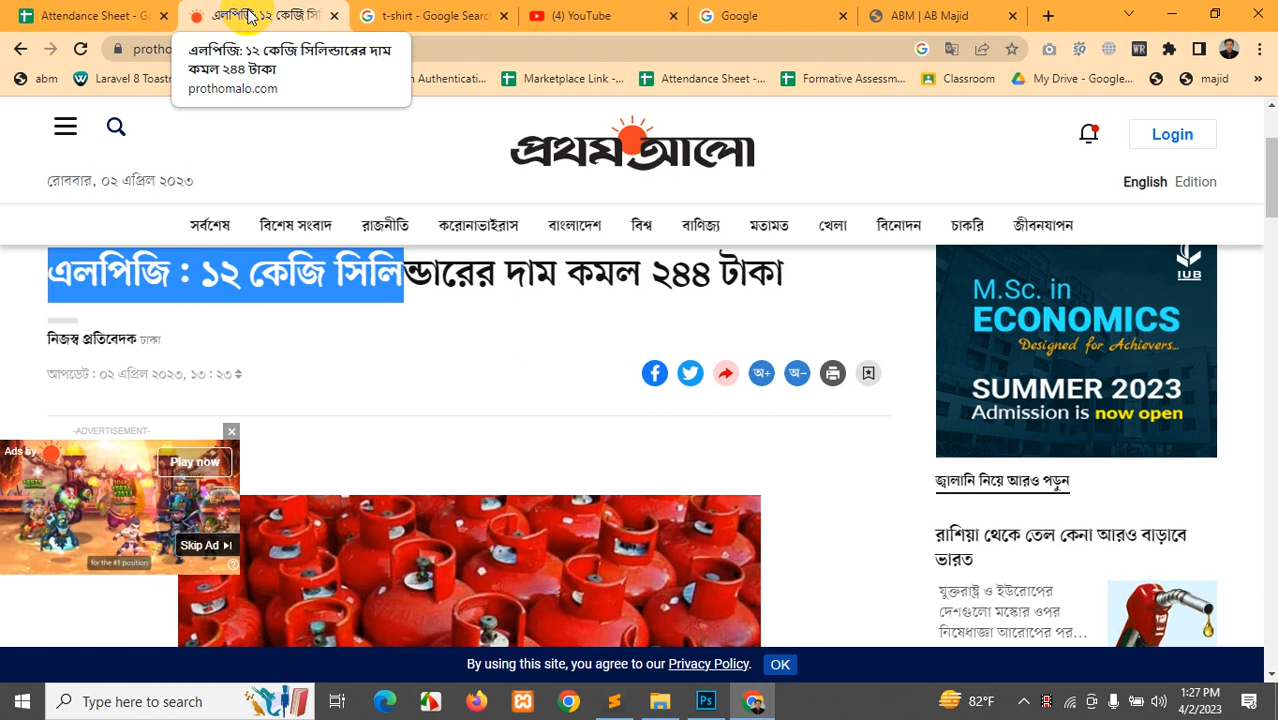 Attendance Sheet - Go
এলপিজি: ১২ কেজি সি
t-shirt - Google Search
(4) YouTube
Google
ABM | AB Majid
এলপিজি: ১২ কেজি সিলিন্ডারের দাম
কমল ২৪৪ টাকা
prothomalo.com
abm
Laravel 8 Toastr
Authenticati...
Marketplace Link -...
Attendance Sheet -...
Formative Assessm...
Classroom
My Drive - Google...
majid
প্রথম আলো
Login
রোববার, ০২ এপ্রিল ২০২৩
English Edition
সর্বশেষ
বিশেষ সংবাদ
রাজনীতি
করোনাভাইরাস
বাংলাদেশ
বিশ্ব
বাণিজ্য
মতামত
খেলা
বিনোদন
চাকরি
জীবনযাপন
এলপিজি : ১২ কেজি সিলিন্ডারের দাম কমল ২৪৪ টাকা
নিজস্ব প্রতিবেদক ঢাকা
আপডেট : ০২ এপ্রিল ২০২৩, ১৩ : ২৩
অ+
অ−
IUB
M.Sc. in
ECONOMICS
Designed for Achievers...
SUMMER 2023
Admission is now open
-ADVERTISEMENT-
Ads by
Play now
Skip Ad
for the #1 position
জ্বালানি নিয়ে আরও পড়ুন
রাশিয়া থেকে তেল কেনা আরও বাড়াবে
ভারত
যুক্তরাষ্ট্র ও ইউরোপের
দেশগুলো মস্কোর ওপর
নিষেধাজ্ঞা আরোপের পর...
By using this site, you agree to our Privacy Policy.
OK
Type here to search
82°F
1:27 PM
4/2/2023